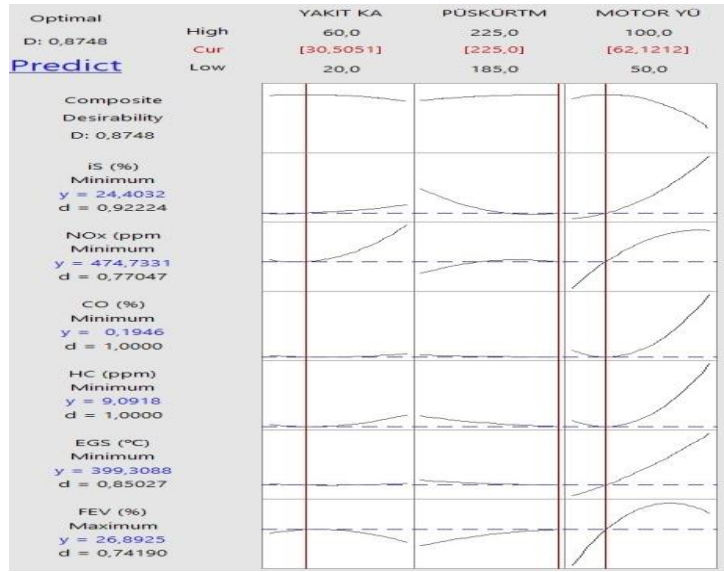 Optimal
D: 0,8748
Predict
High
Cur
Low
YAKIT KA
60,0
[30,5051]
20,0
PÜSKÜRTM
225,0
[225,0]
185,0
MOTOR YÜ
100,0
[62,1212]
50,0
Composite
Desirability
D: 0,8748
iS (%)
Minimum
y = 24,4032
d = 0,92224
NOx (ppm
Minimum
y = 474,7331
d = 0,77047
CO (%)
Minimum
y = 0,1946
d = 1,0000
HC (ppm)
Minimum
y = 9,0918
d = 1,0000
EGS (°C)
Minimum
y = 399,3088
d = 0,85027
FEV (%)
Maximum
y = 26,8925
d = 0,74190